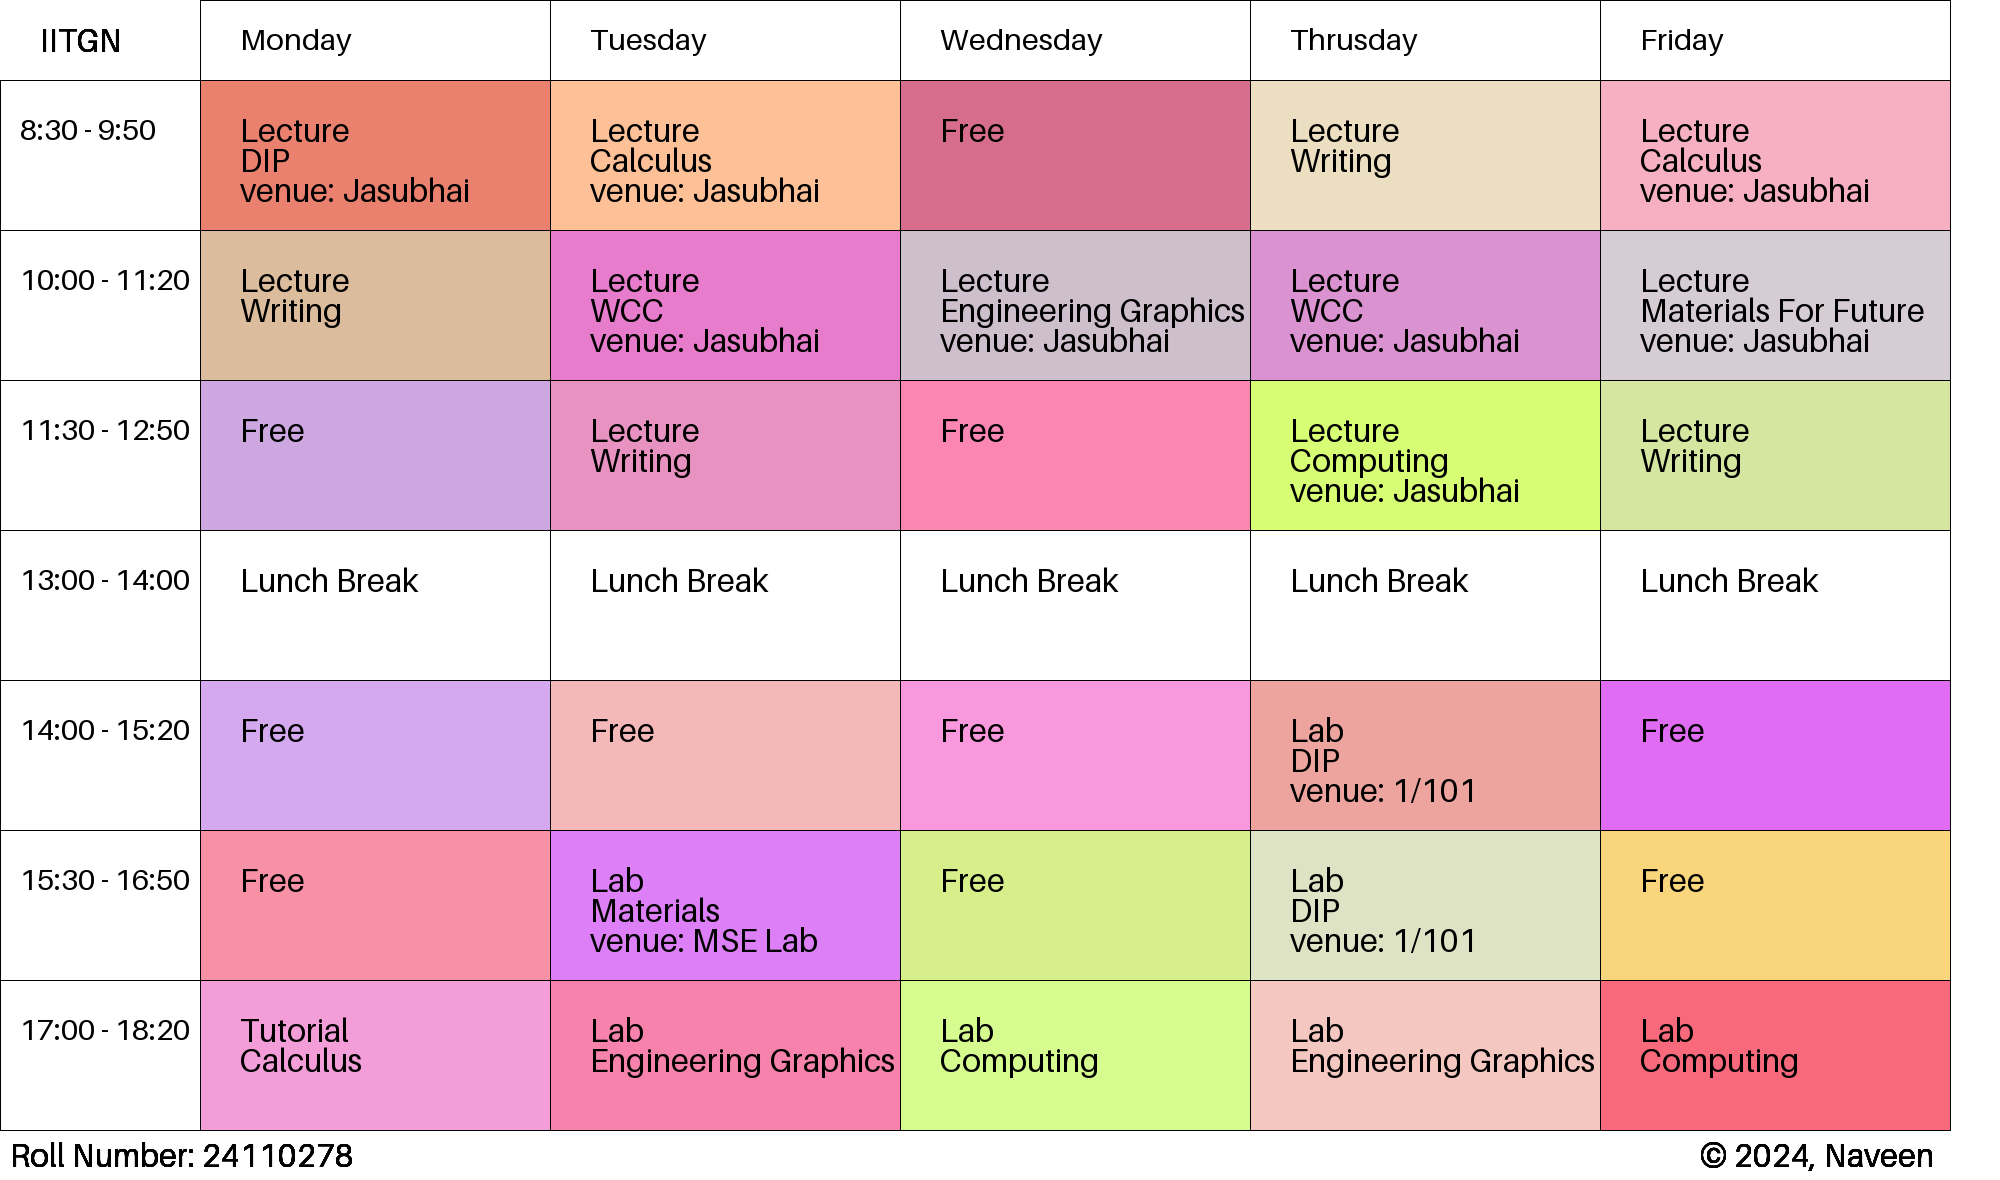 IITGN
Monday
Tuesday
Wednesday
Thrusday
Friday
8:30 - 9:50
Lecture
DIP
venue: Jasubhai
Lecture
Calculus
venue: Jasubhai
Free
Lecture
Writing
Lecture
Calculus
venue: Jasubhai
10:00 - 11:20
Lecture
Writing
Lecture
WCC
venue: Jasubhai
Lecture
Engineering Graphics
venue: Jasubhai
Lecture
WCC
venue: Jasubhai
Lecture
Materials For Future
venue: Jasubhai
11:30 - 12:50
Free
Lecture
Writing
Free
Lecture
Computing
venue: Jasubhai
Lecture
Writing
13:00 - 14:00
Lunch Break
Lunch Break
Lunch Break
Lunch Break
Lunch Break
14:00 - 15:20
Free
Free
Free
Lab
DIP
venue: 1/101
Free
15:30 - 16:50
Free
Lab
Materials
venue: MSE Lab
Free
Lab
DIP
venue: 1/101
Free
17:00 - 18:20
Tutorial
Calculus
Lab
Engineering Graphics
Lab
Computing
Lab
Engineering Graphics
Lab
Computing
Roll Number: 24110278
© 2024, Naveen